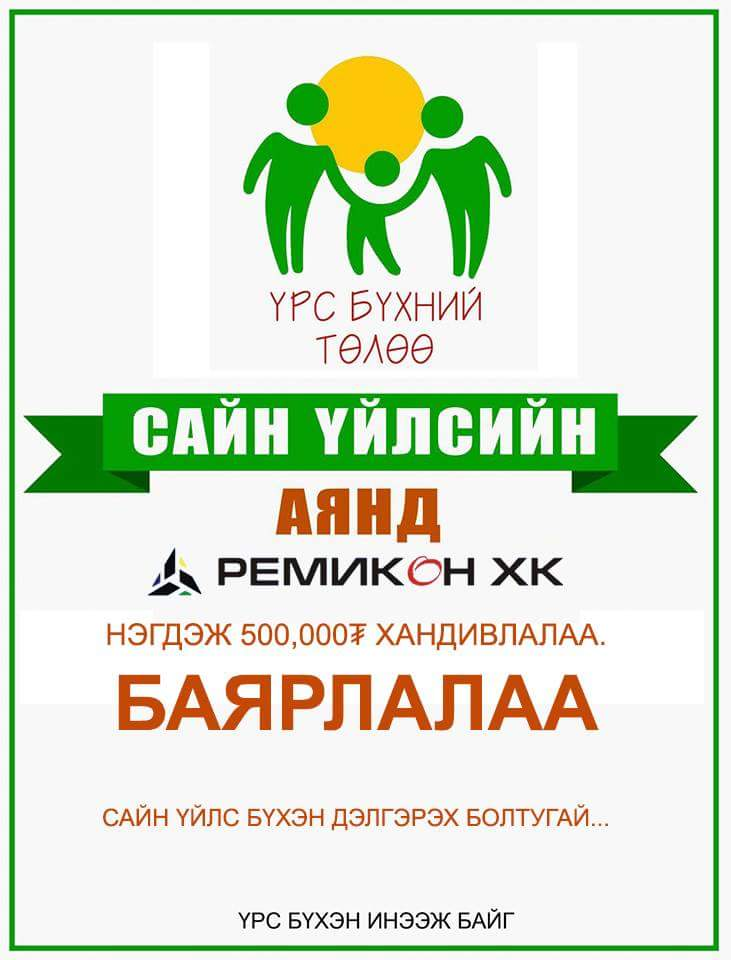 ҮРС БҮХНИЙ
ТӨЛӨӨ
САЙН ҮЙЛСИЙН
АЯНД
РЕМИКОН ХК
НЭГДЭЖ 500,000₮ ХАНДИВЛАЛАА.
БАЯРЛАЛАА
САЙН ҮЙЛС БҮХЭН ДЭЛГЭРЭХ БОЛТУГАЙ...
ҮРС БҮХЭН ИНЭЭЖ БАЙГ